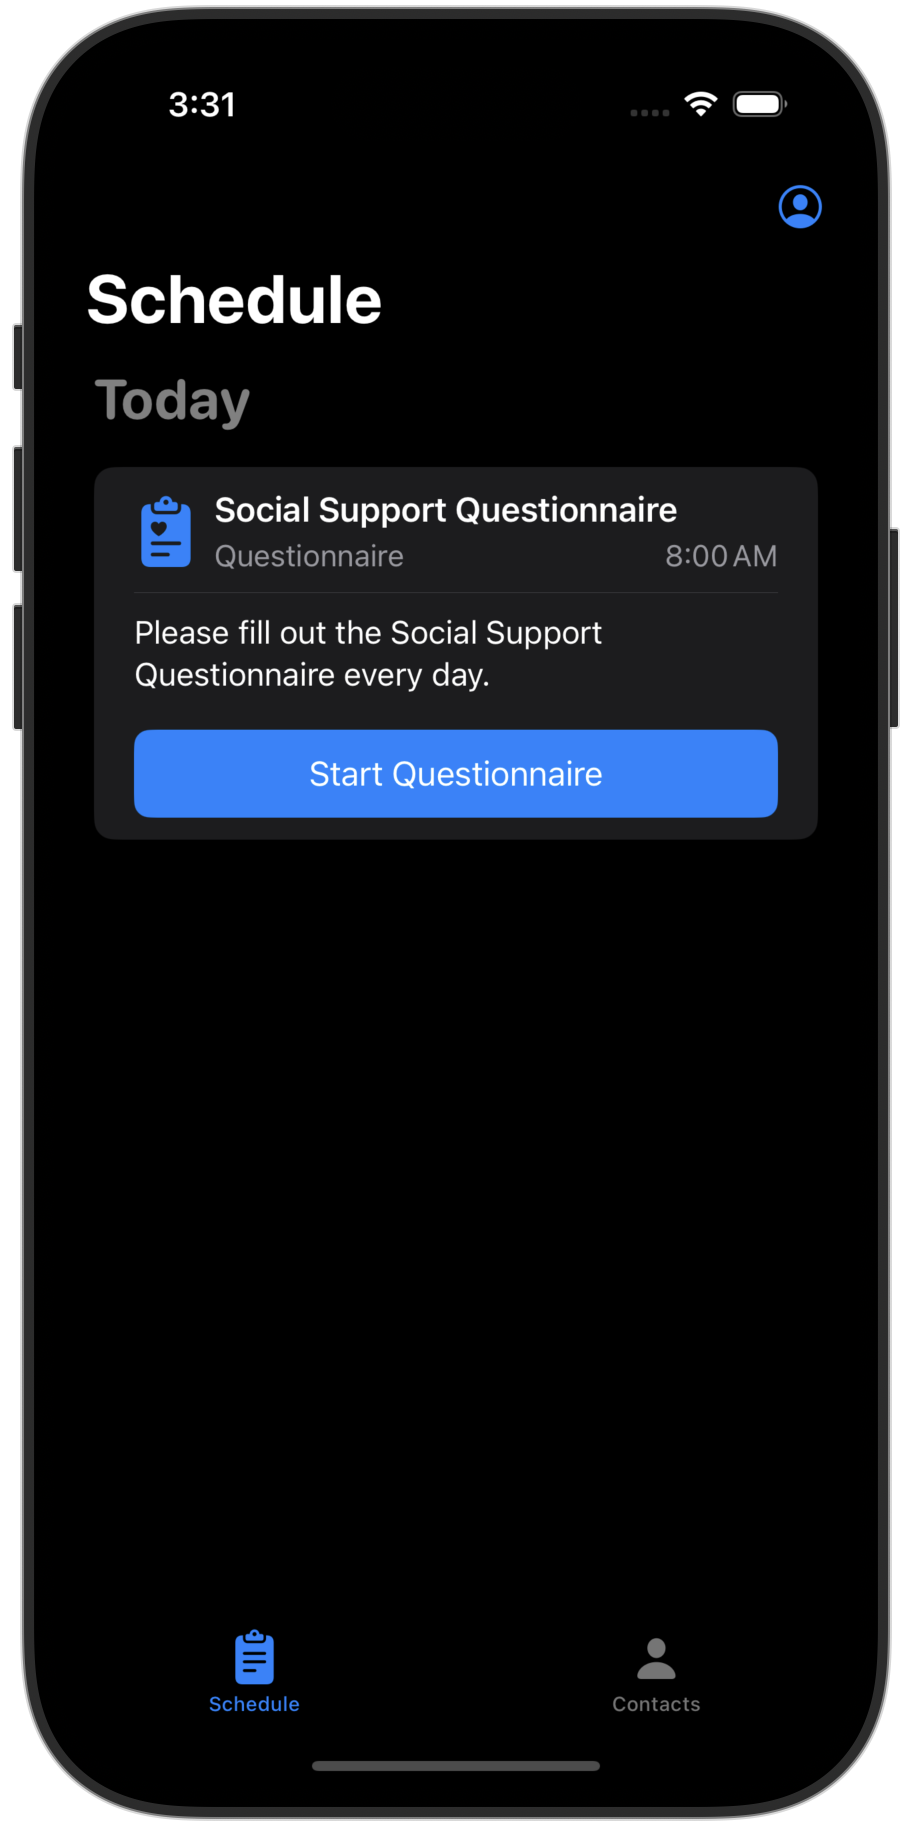 3:31
Schedule
Today
Social Support Questionnaire
Questionnaire 8:00 AM
Please fill out the Social Support
Questionnaire every day.
Start Questionnaire
Schedule Contacts